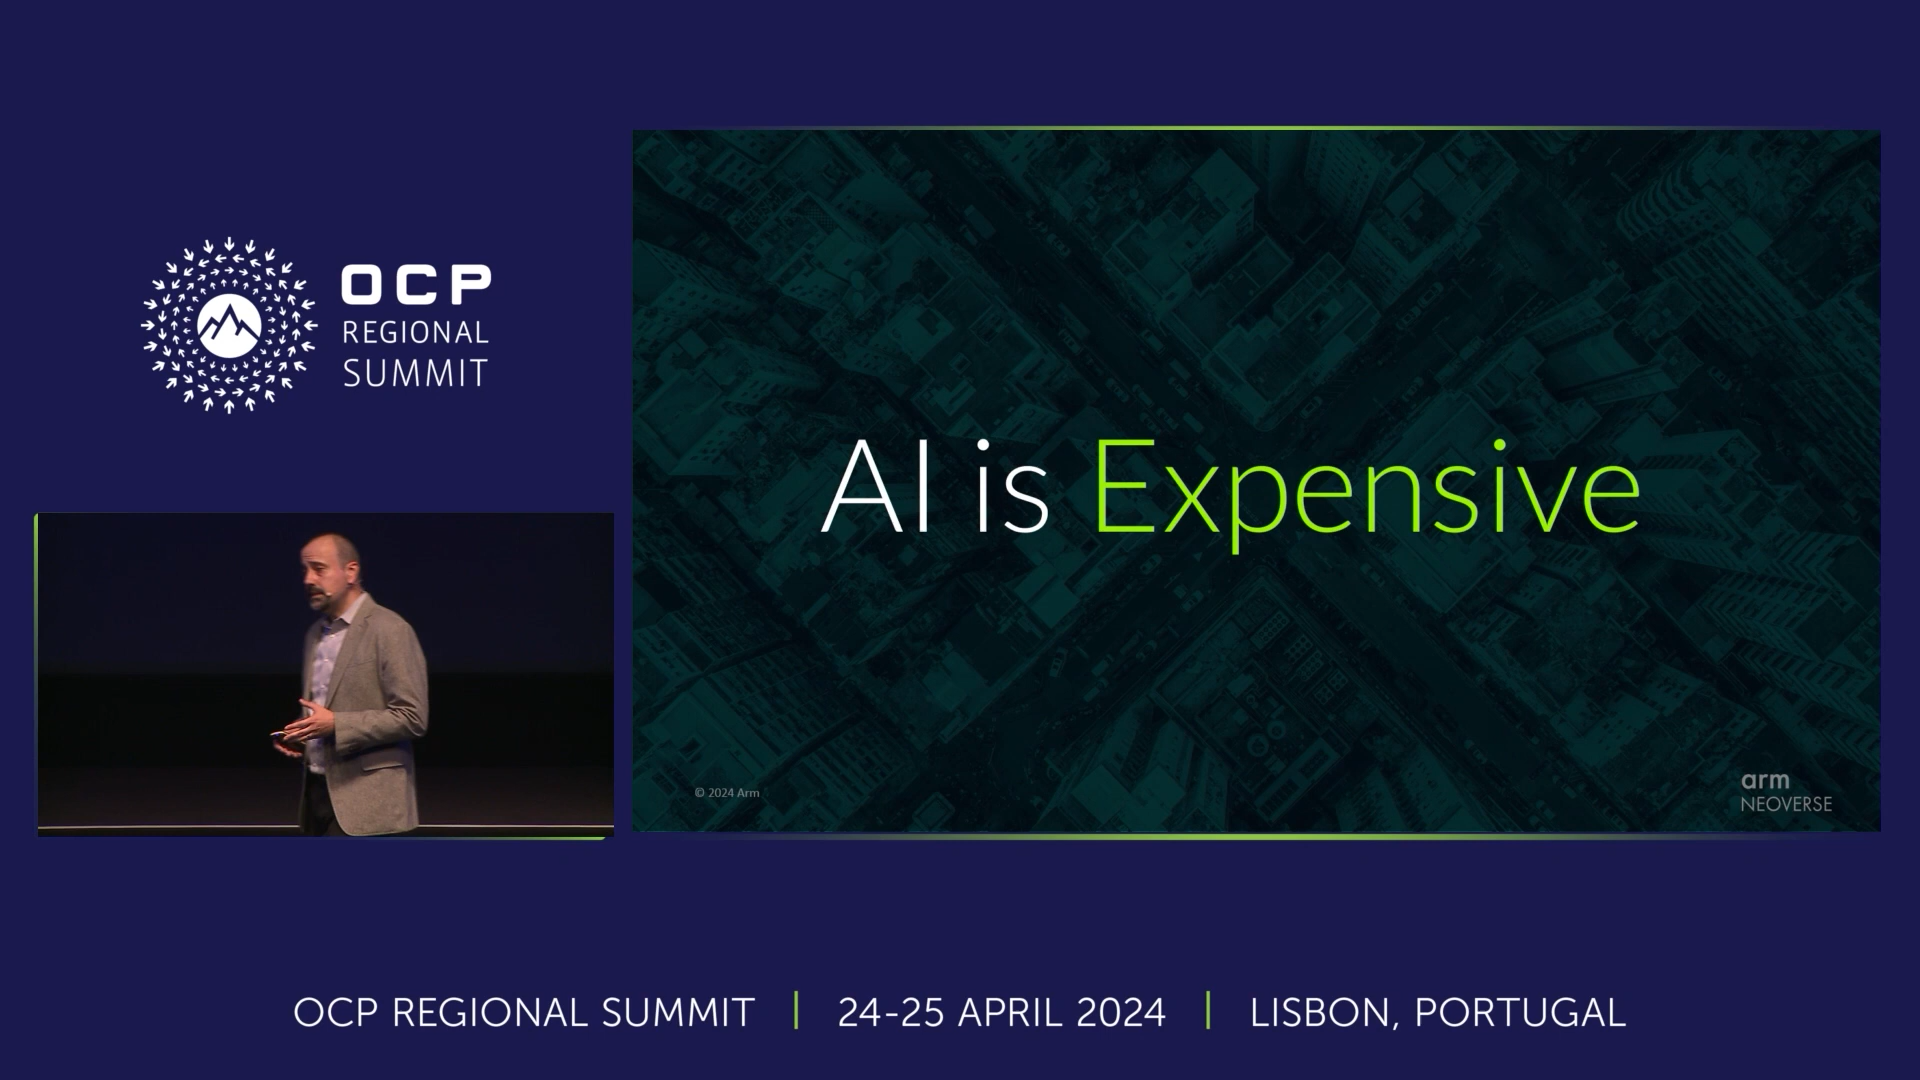 OCP
REGIONAL
SUMMIT
AI is Expensive
© 2024 Arm
arm
NEOVERSE
OCP REGIONAL SUMMIT | 24-25 APRIL 2024 | LISBON, PORTUGAL